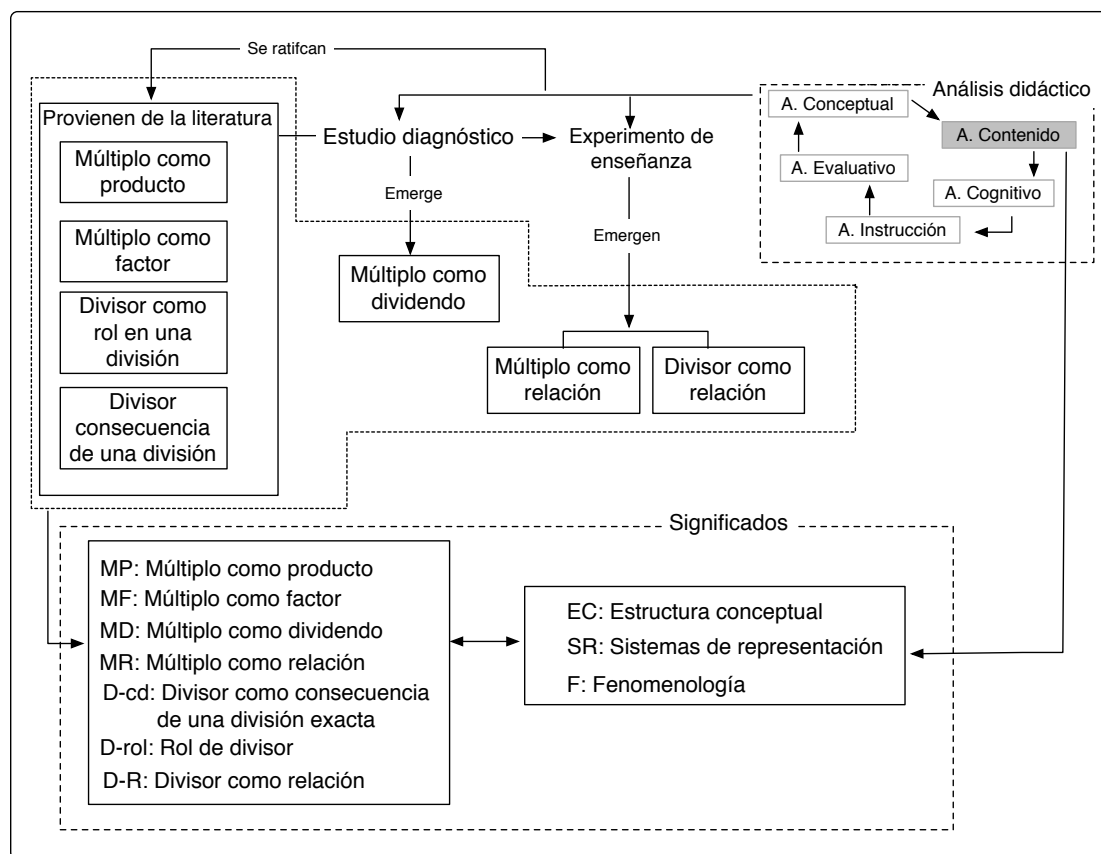 Se ratifcan
Provienen de la literatura
Múltiplo como
producto
Múltiplo como
factor
Divisor como
rol en una
división
Divisor
consecuencia
de una división
Estudio diagnóstico
Emerge
Múltiplo como
dividendo
Experimento de
enseñanza
Emergen
Múltiplo como
relación
Divisor como
relación
Análisis didáctico
A. Conceptual
A. Contenido
A. Evaluativo
A. Cognitivo
A. Instrucción
Significados
MP: Múltiplo como producto
MF: Múltiplo como factor
MD: Múltiplo como dividendo
MR: Múltiplo como relación
D-cd: Divisor como consecuencia
de una división exacta
D-rol: Rol de divisor
D-R: Divisor como relación
EC: Estructura conceptual
SR: Sistemas de representación
F: Fenomenología